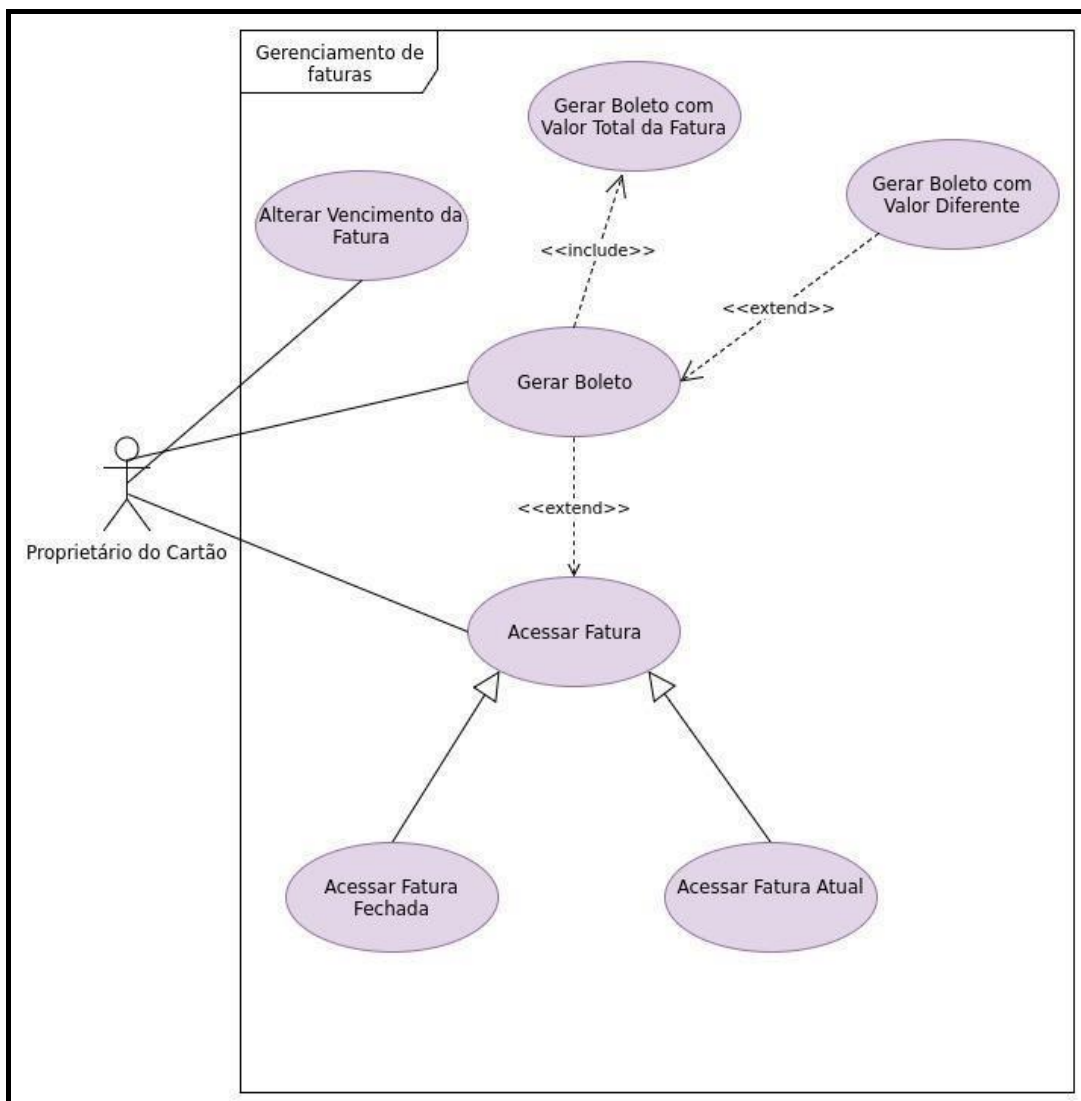 Gerenciamento de
faturas
Gerar Boleto com
Valor Total da Fatura
Gerar Boleto com
Valor Diferente
Alterar Vencimento da
Fatura
<<include>>
<<extend>>
Gerar Boleto
<<extend>>
Proprietário do Cartão
Acessar Fatura
Acessar Fatura
Fechada
Acessar Fatura Atual